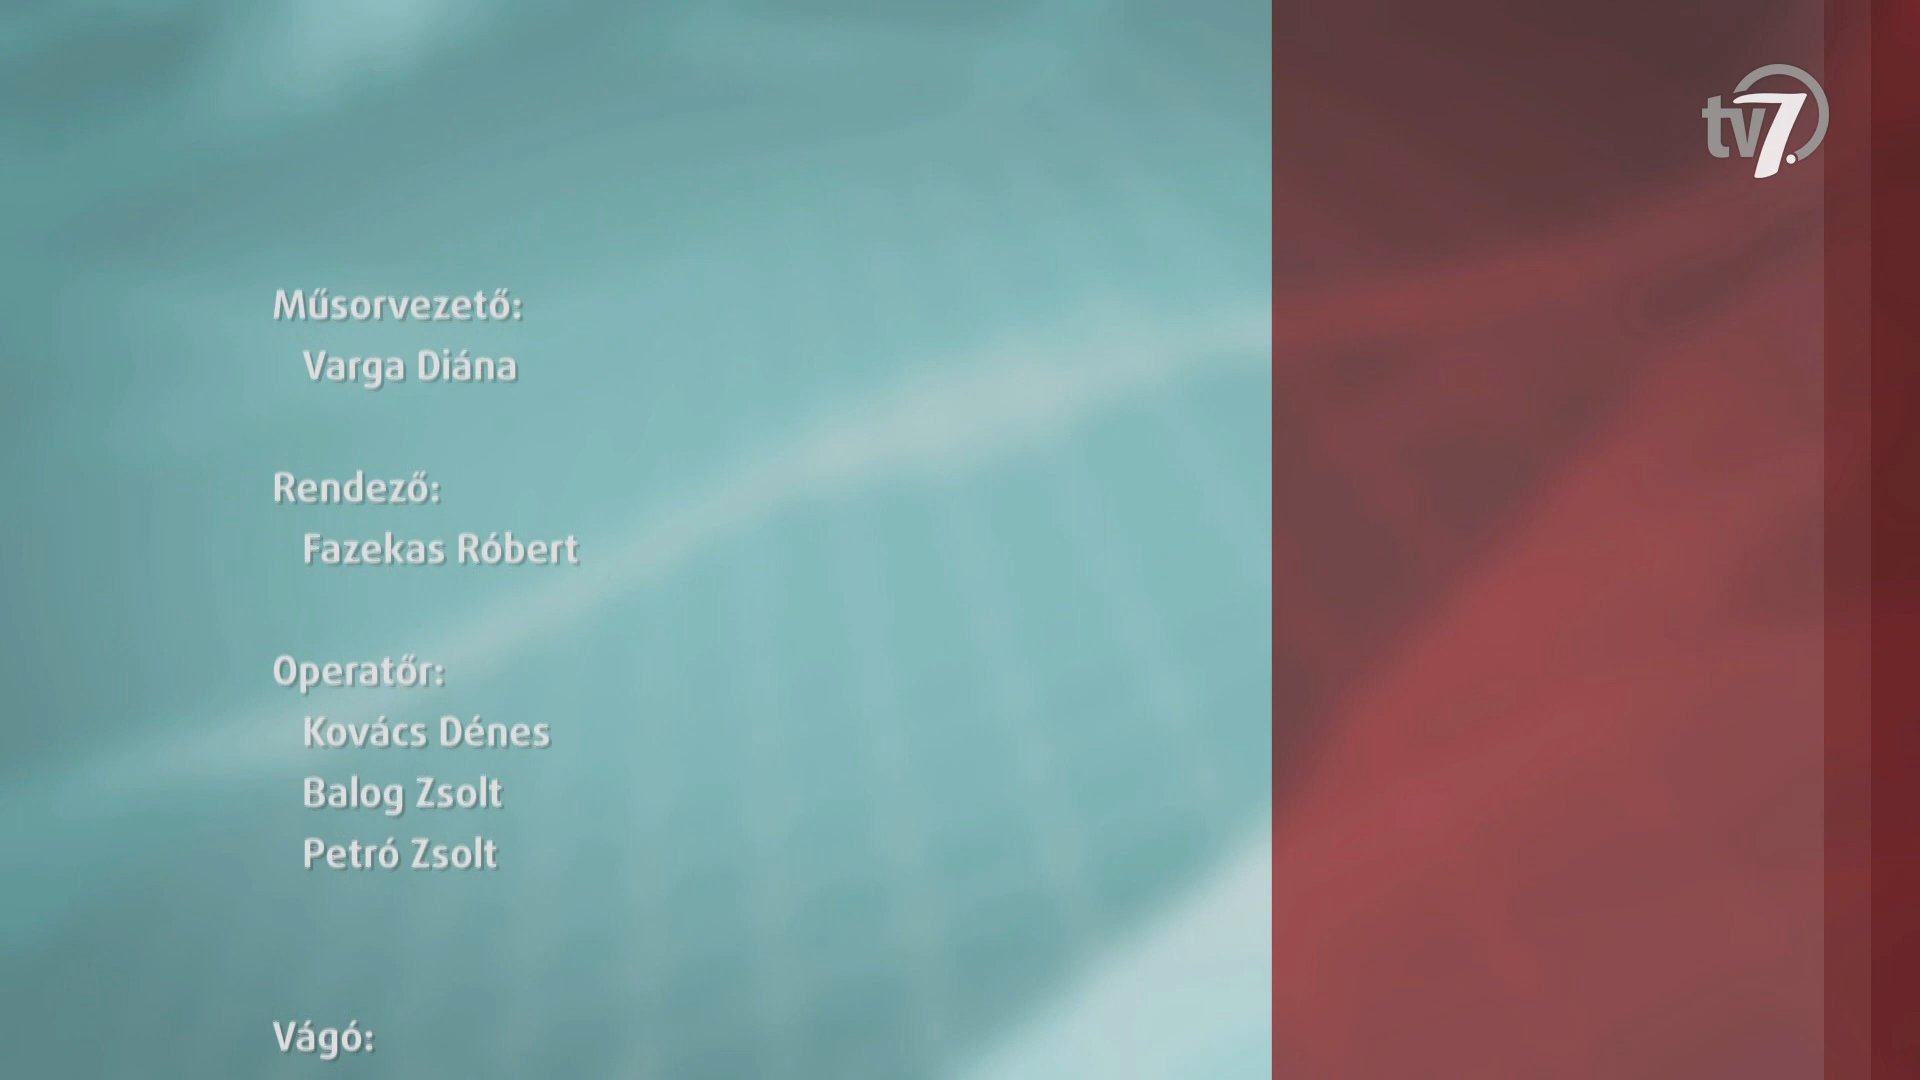 tv7.
Műsorvezető:
Varga Diána
Rendező:
Fazekas Róbert
Operatőr:
Kovács Dénes
Balog Zsolt
Petró Zsolt
Vágó: